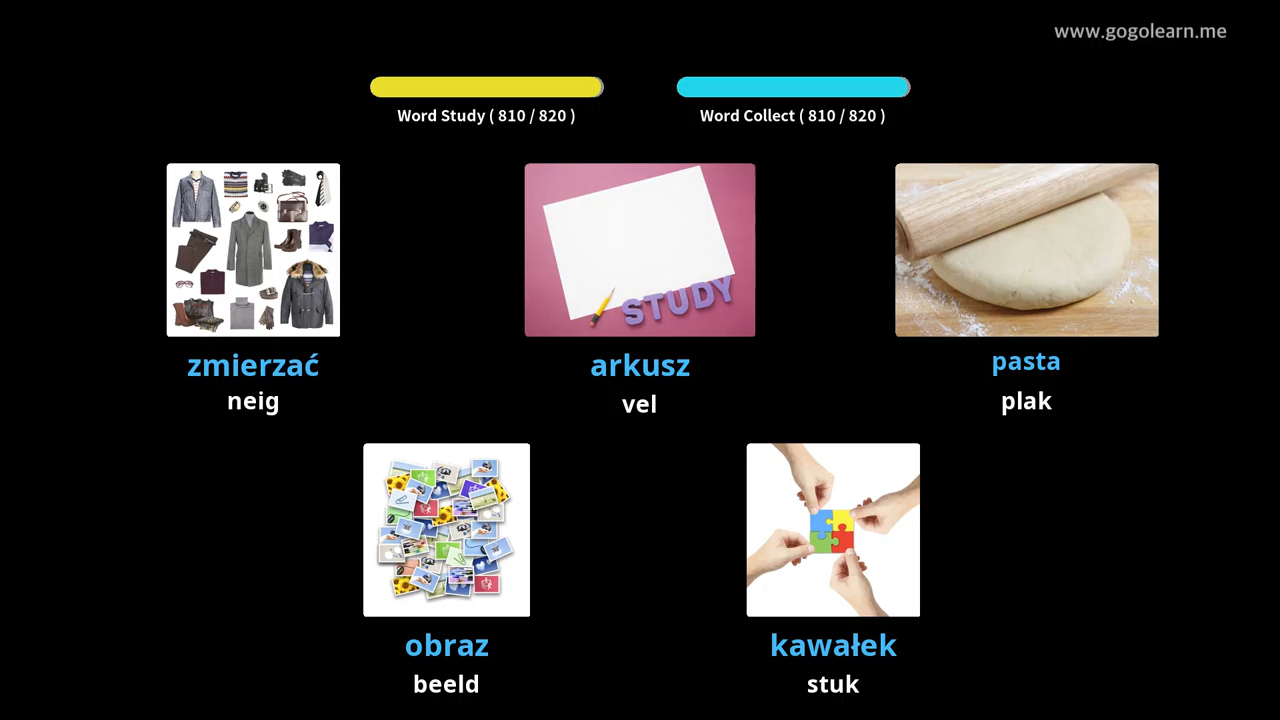 www.gogolearn.me
Word Study ( 810 / 820 )
Word Collect ( 810 / 820 )
STUDY
zmierzać
arkusz
pasta
neig
vel
plak
obraz
kawałek
beeld
stuk